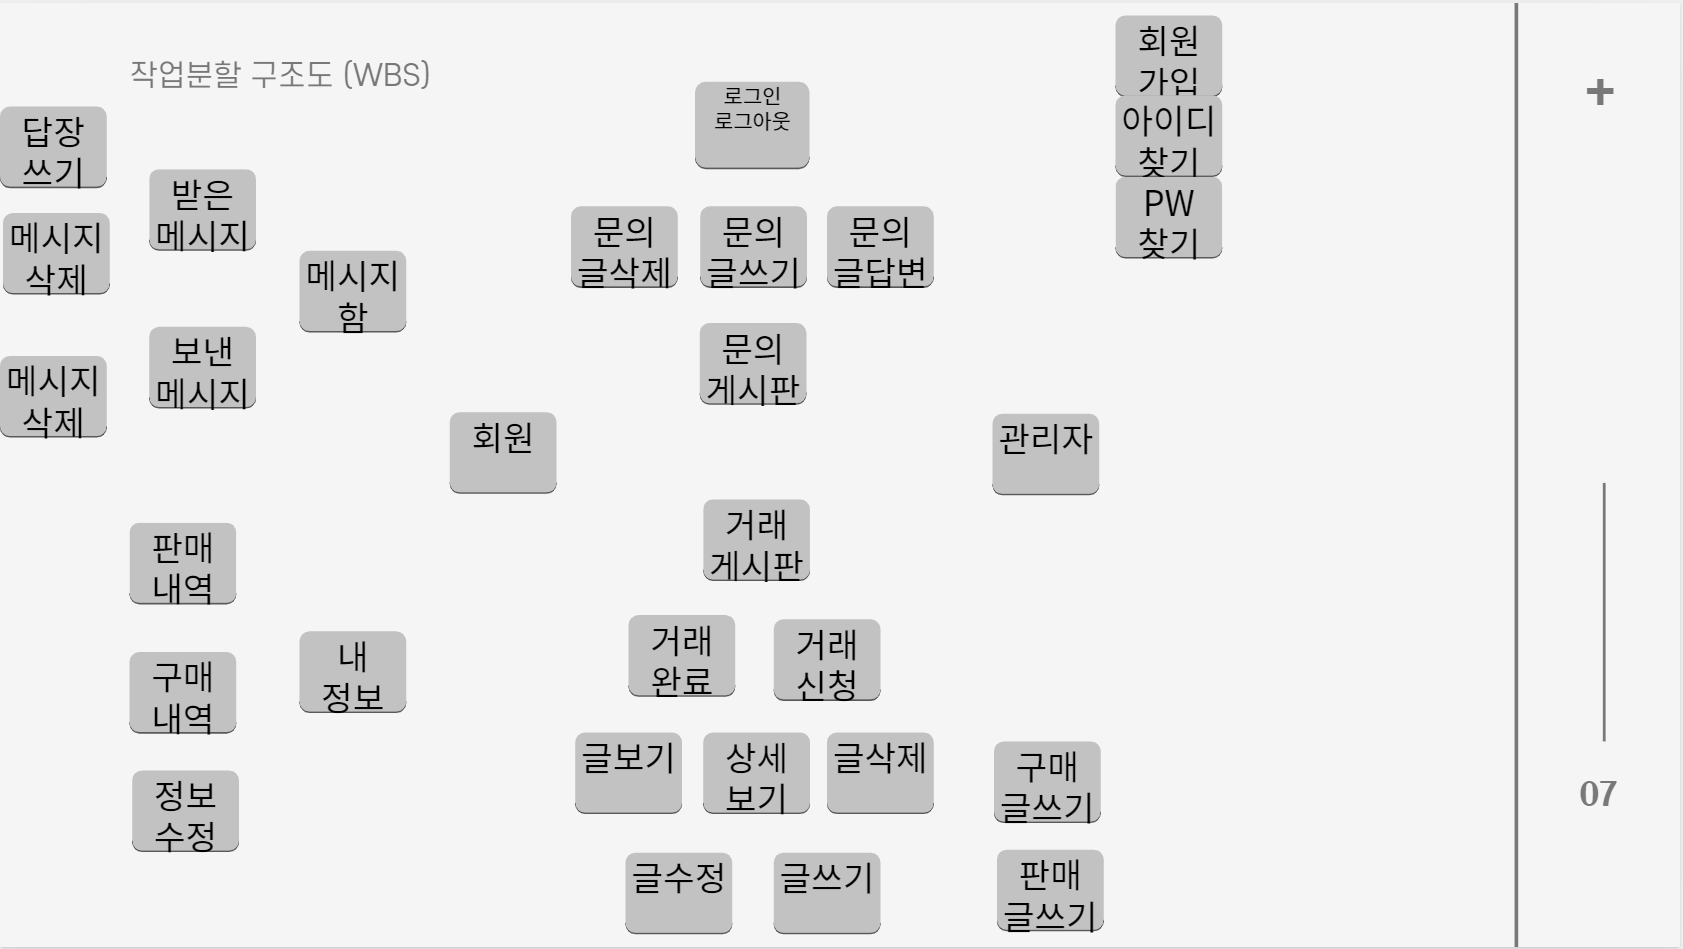 작업분할 구조도 (WBS)
답장
쓰기
받은
메시지
메시지
삭제
메시지
함
보낸
메시지
메시지
삭제
로그인
로그아웃
회원
가입
아이디
찾기
PW
찾기
문의
글삭제
문의
글쓰기
문의
글답변
문의
게시판
회원
관리자
거래
게시판
판매
내역
구매
내역
내
정보
정보
수정
거래
완료
거래
신청
글보기
상세
보기
글삭제
구매
글쓰기
글수정
글쓰기
판매
글쓰기
+
07